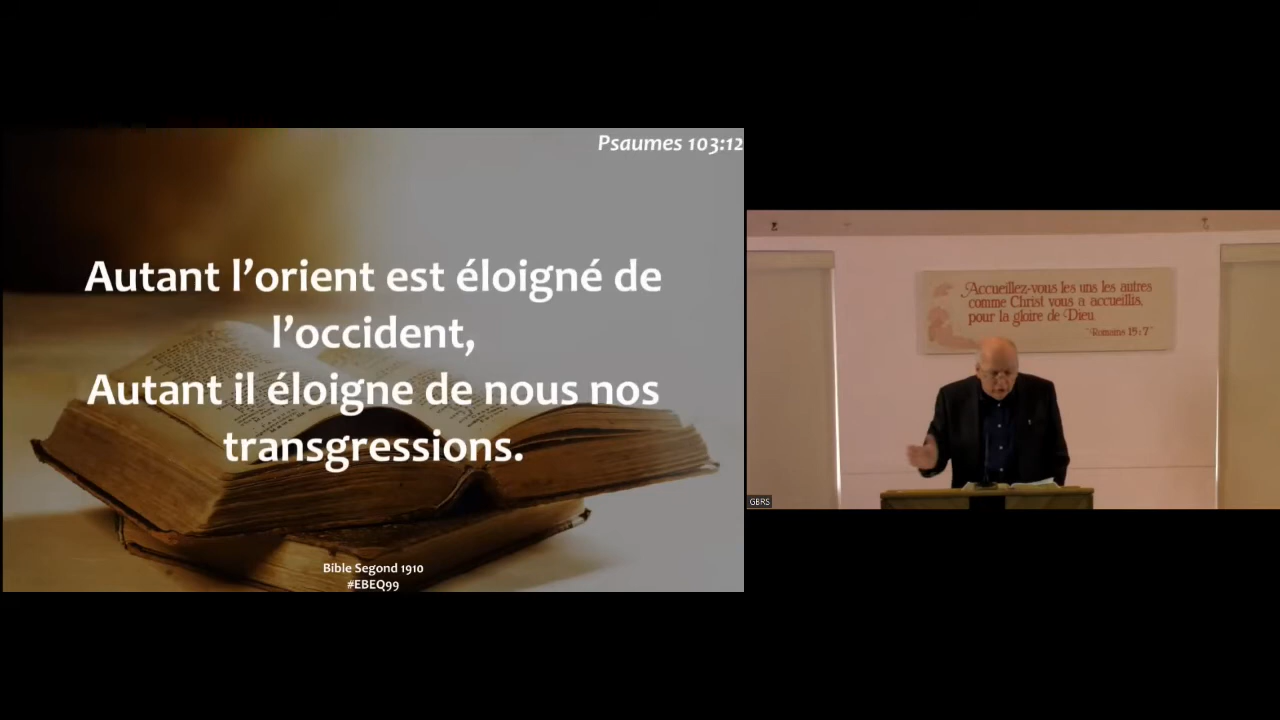 Psaumes 103:12
Autant l’orient est éloigné de
l’occident,
Autant il éloigne de nous nos
transgressions.
Bible Segond 1910
#EBEQ99
Accueillez-vous les uns les autres
comme Christ vous a accueillis,
pour la gloire de Dieu.
Romains 15:7
GBRS